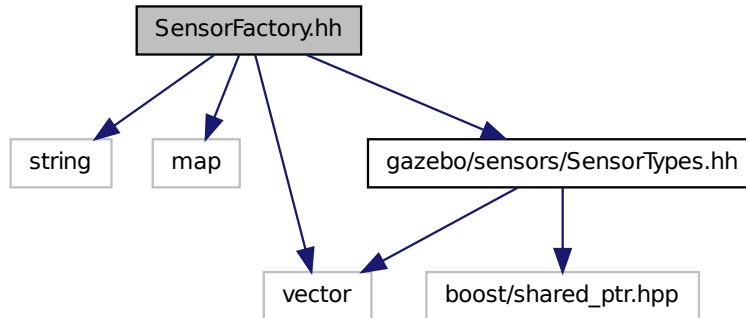 SensorFactory.hh
string
map
gazebo/sensors/SensorTypes.hh
vector
boost/shared_ptr.hpp